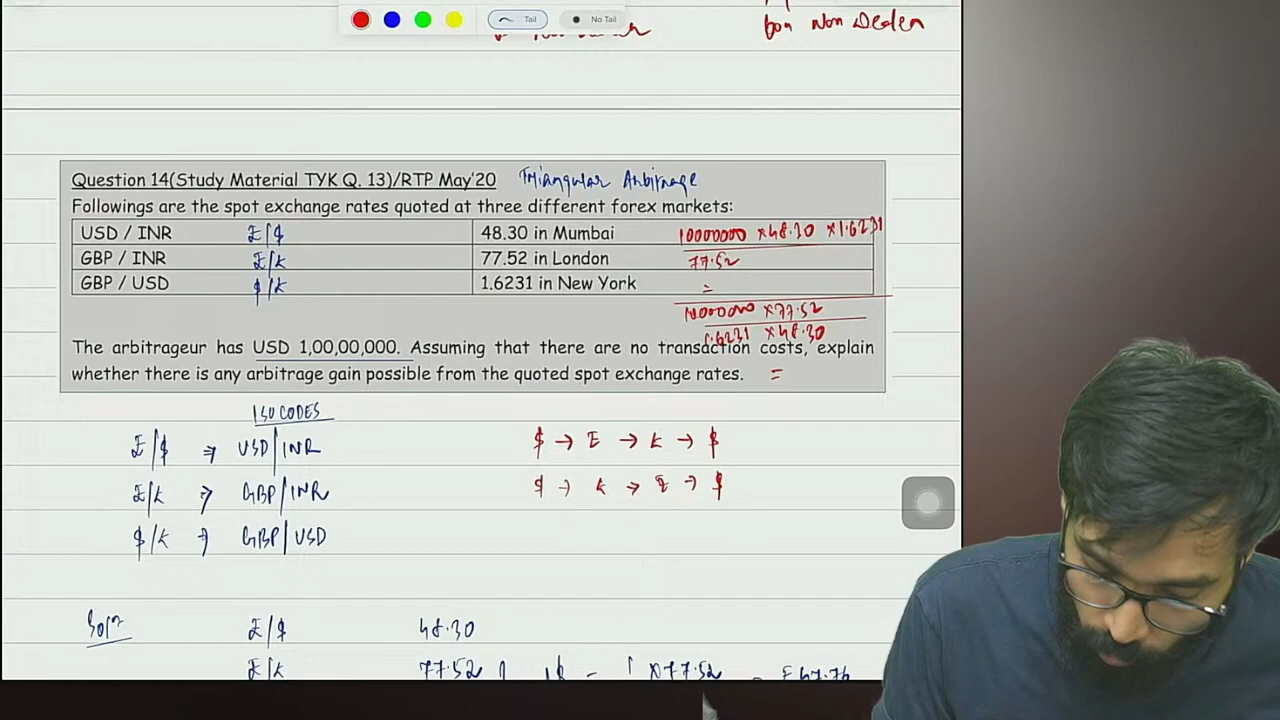 Tail No Tail
for Non Dealer
Question 14(Study Material TYK Q. 13)/RTP May'20 Triangular Arbitrage
Followings are the spot exchange rates quoted at three different forex markets:
USD / INR ₹/$ 48.30 in Mumbai 10000000 ×48.30 ×1.6231
GBP / INR ₹/£ 77.52 in London 77.52
GBP / USD $/£ 1.6231 in New York =
10000000 ×77.52
1.6231 ×48.30
The arbitrageur has USD 1,00,00,000. Assuming that there are no transaction costs, explain
whether there is any arbitrage gain possible from the quoted spot exchange rates. =
ISO CODES
₹/$ ⇒ USD/INR $ → ₹ → £ → $
₹/£ ⇒ GBP/INR $ → £ → ₹ → $
$/£ ⇒ GBP/USD
Solⁿ ₹/$ 48.30
₹/£ 77.52 ×77.52